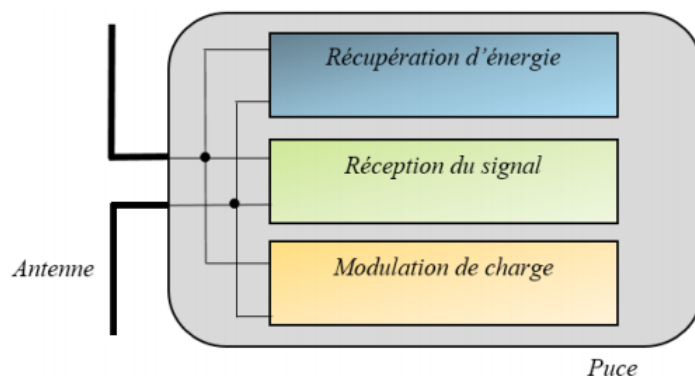 Récupération d'énergie
Réception du signal
Antenne
Modulation de charge
Puce